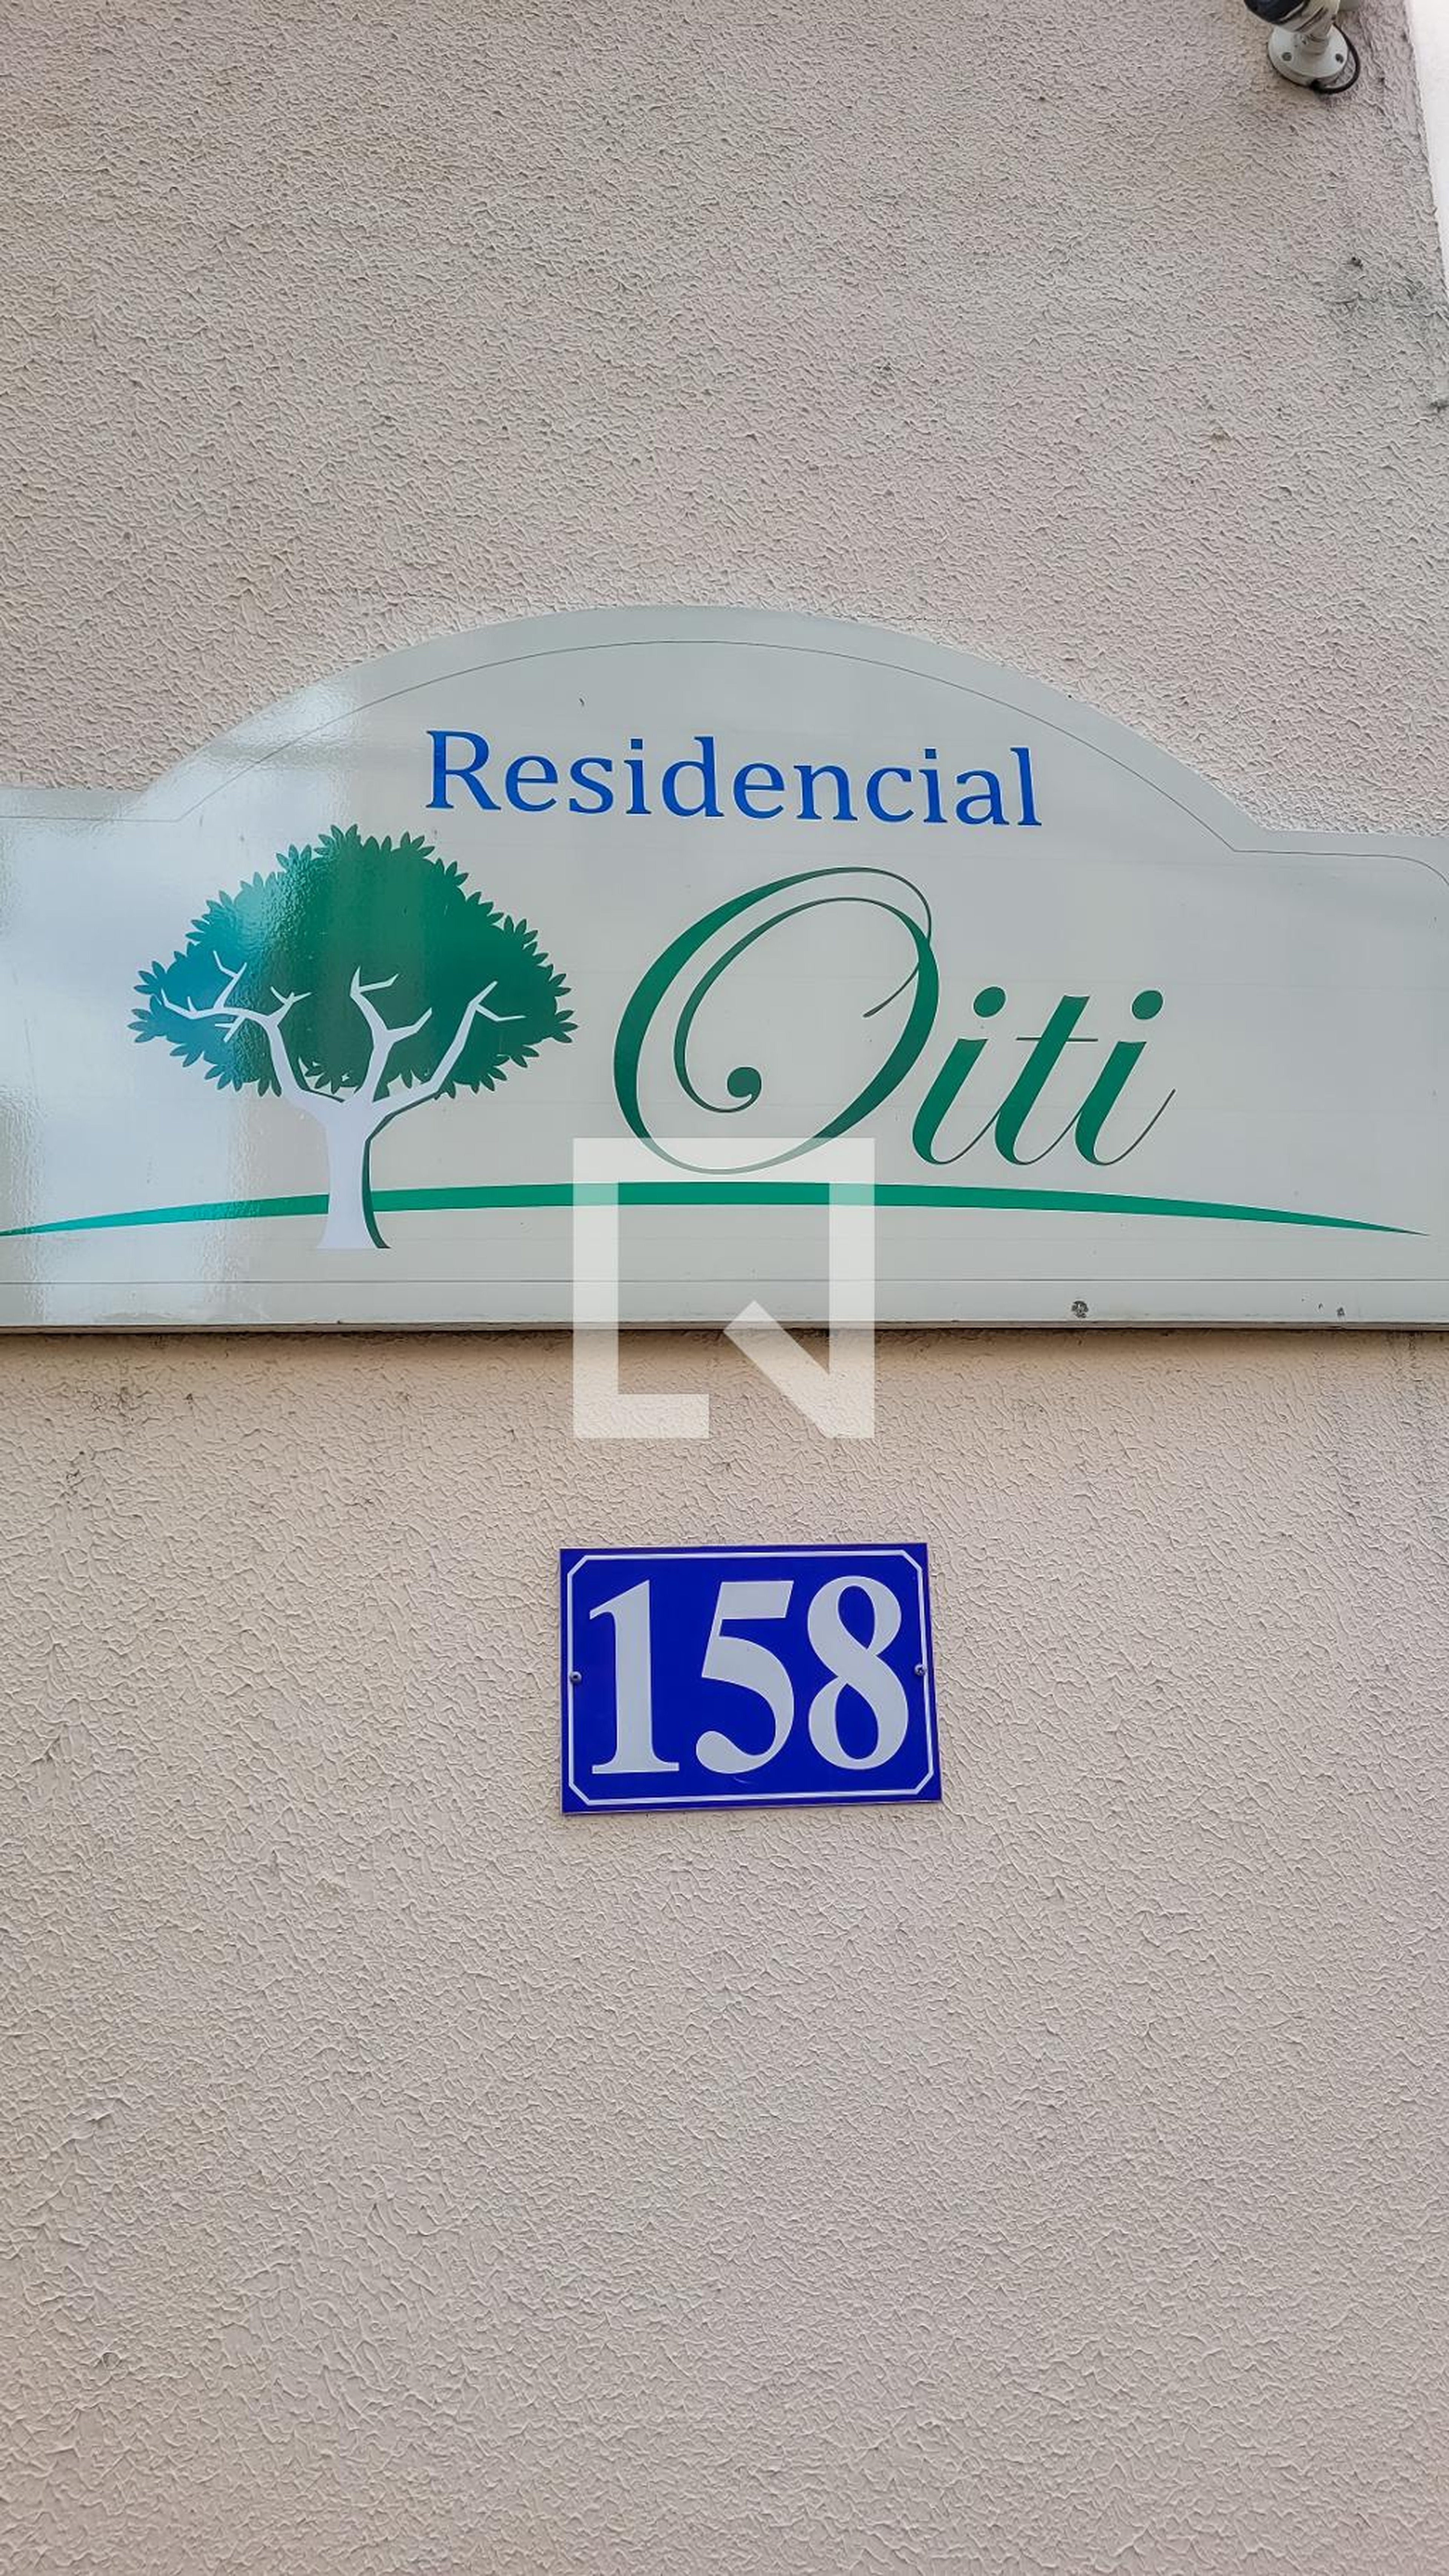 Residencial
Oiti
158